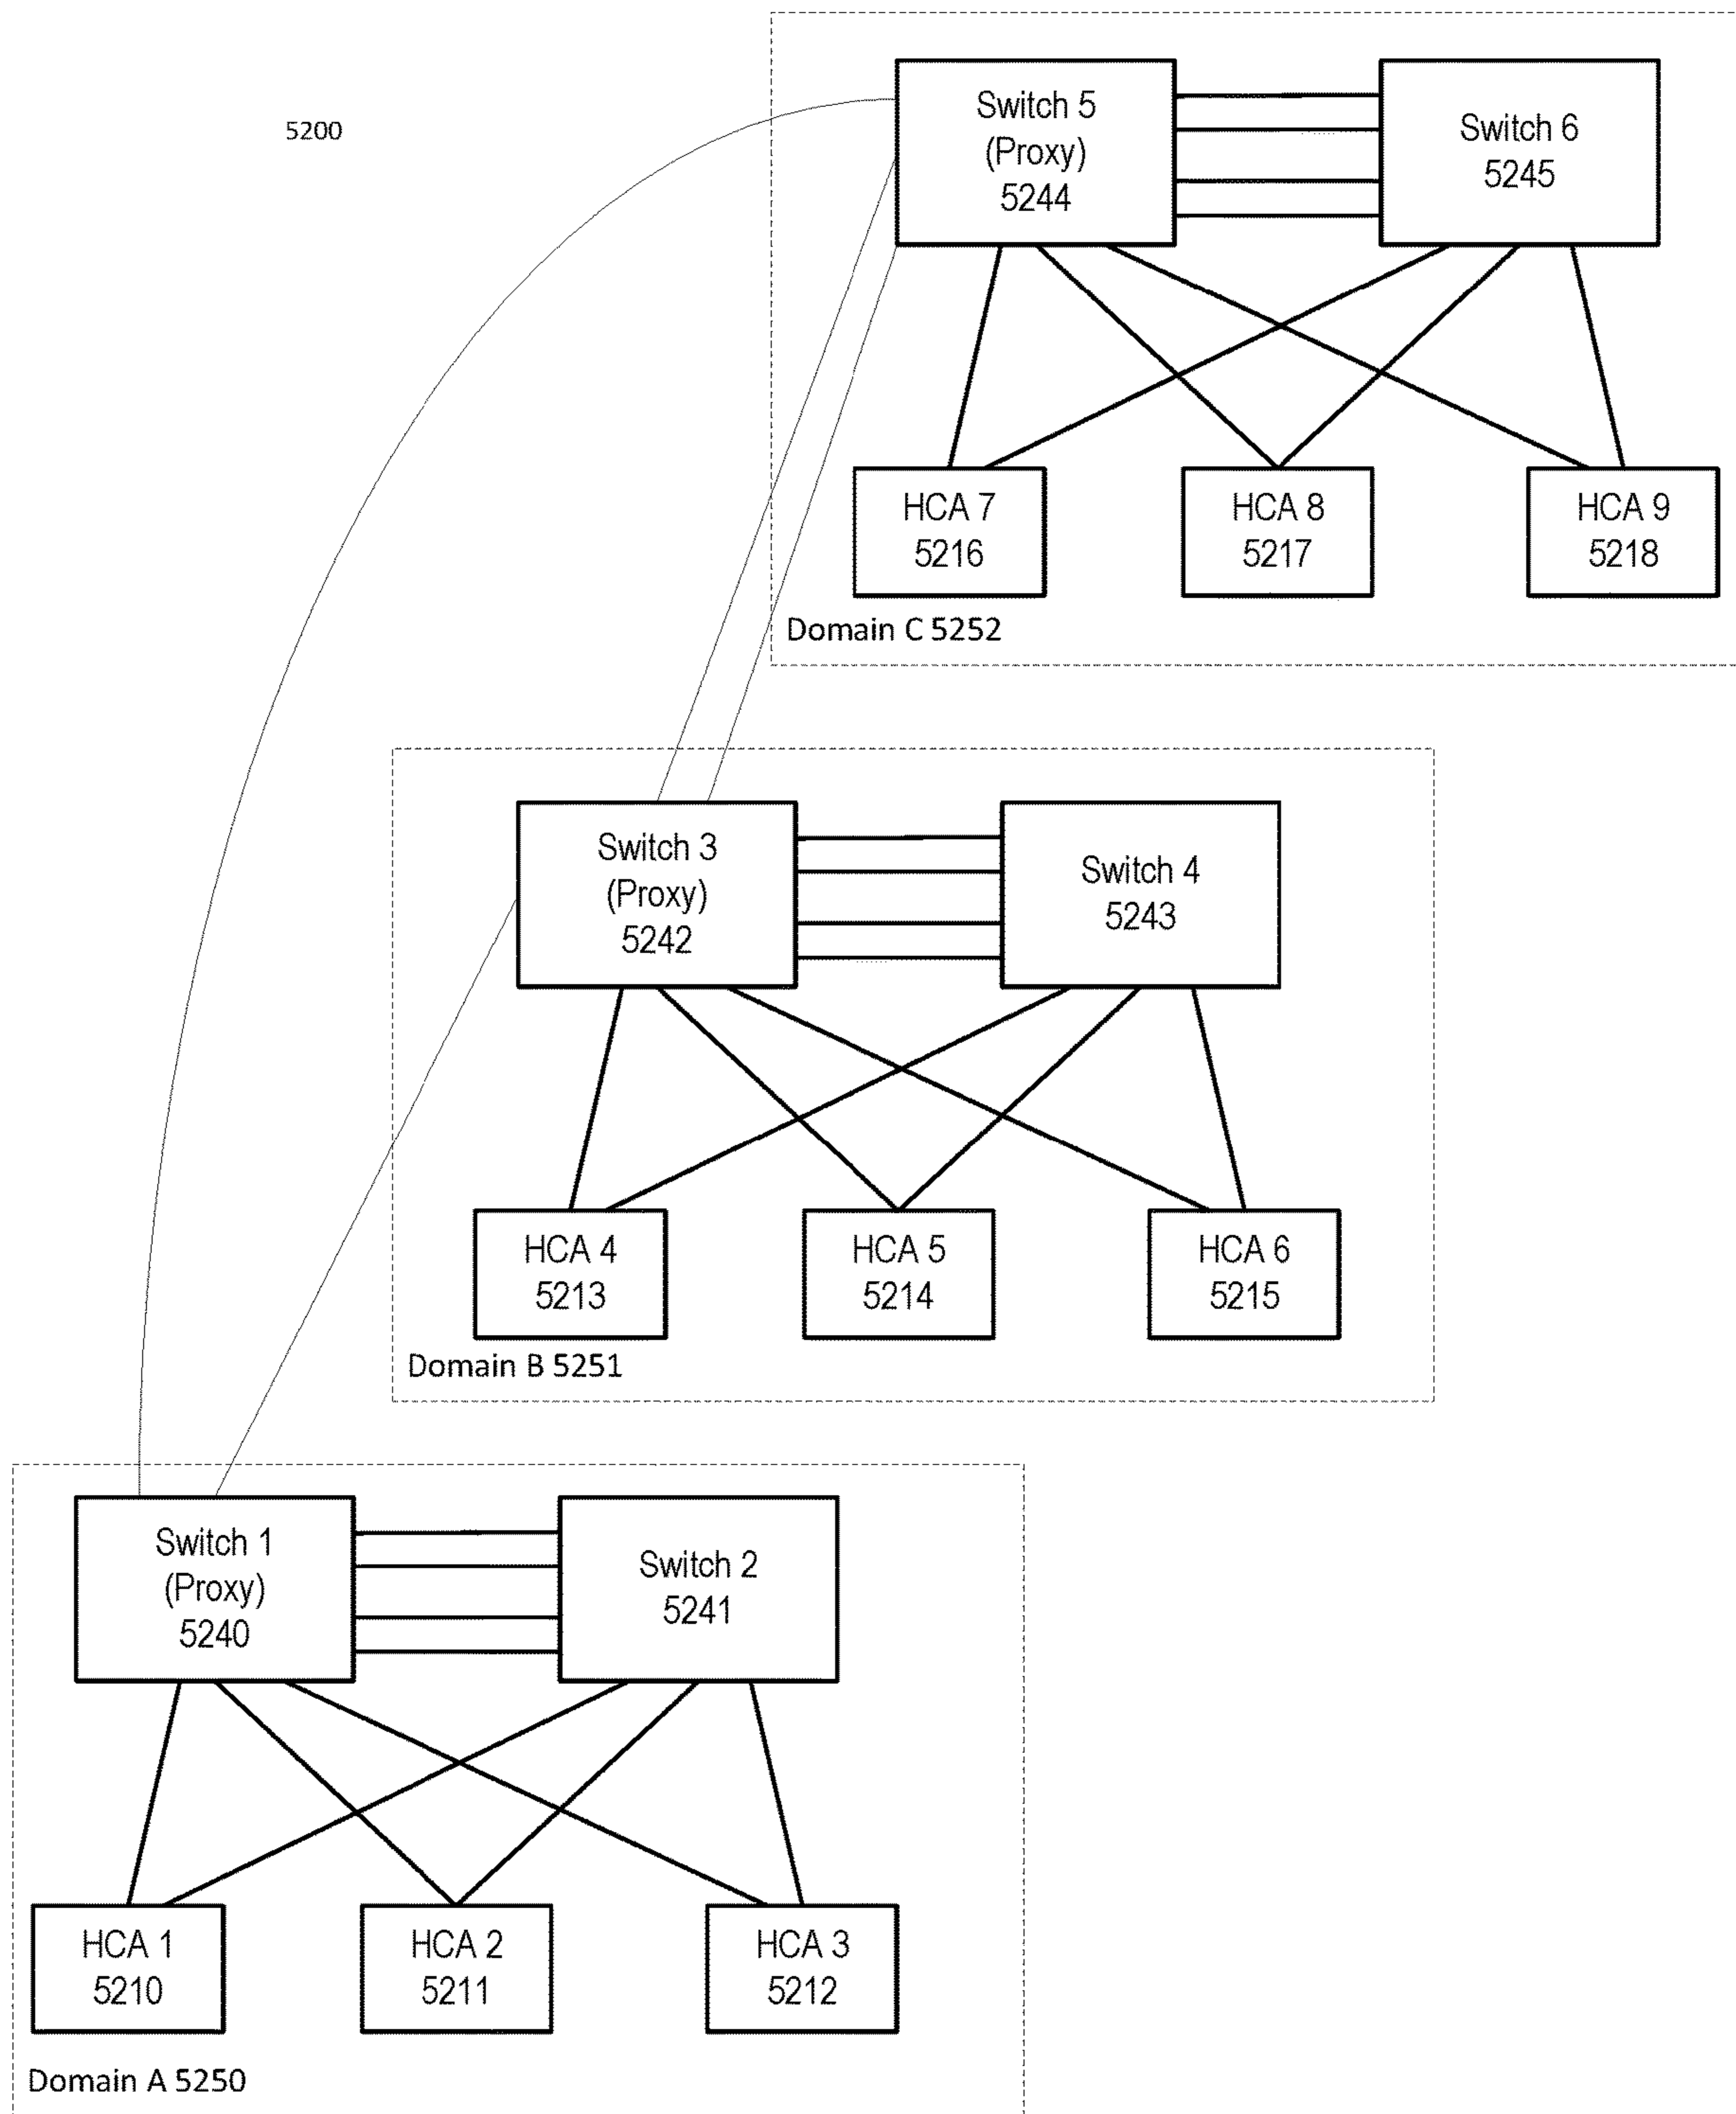 5200
Switch 5
(Proxy)
5244
Switch 6
5245
HCA 7
5216
HCA 8
5217
HCA 9
5218
Domain C 5252
Switch 3
(Proxy)
5242
Switch 4
5243
HCA 4
5213
HCA 5
5214
HCA 6
5215
Domain B 5251
Switch 1
(Proxy)
5240
Switch 2
5241
HCA 1
5210
HCA 2
5211
HCA 3
5212
Domain A 5250